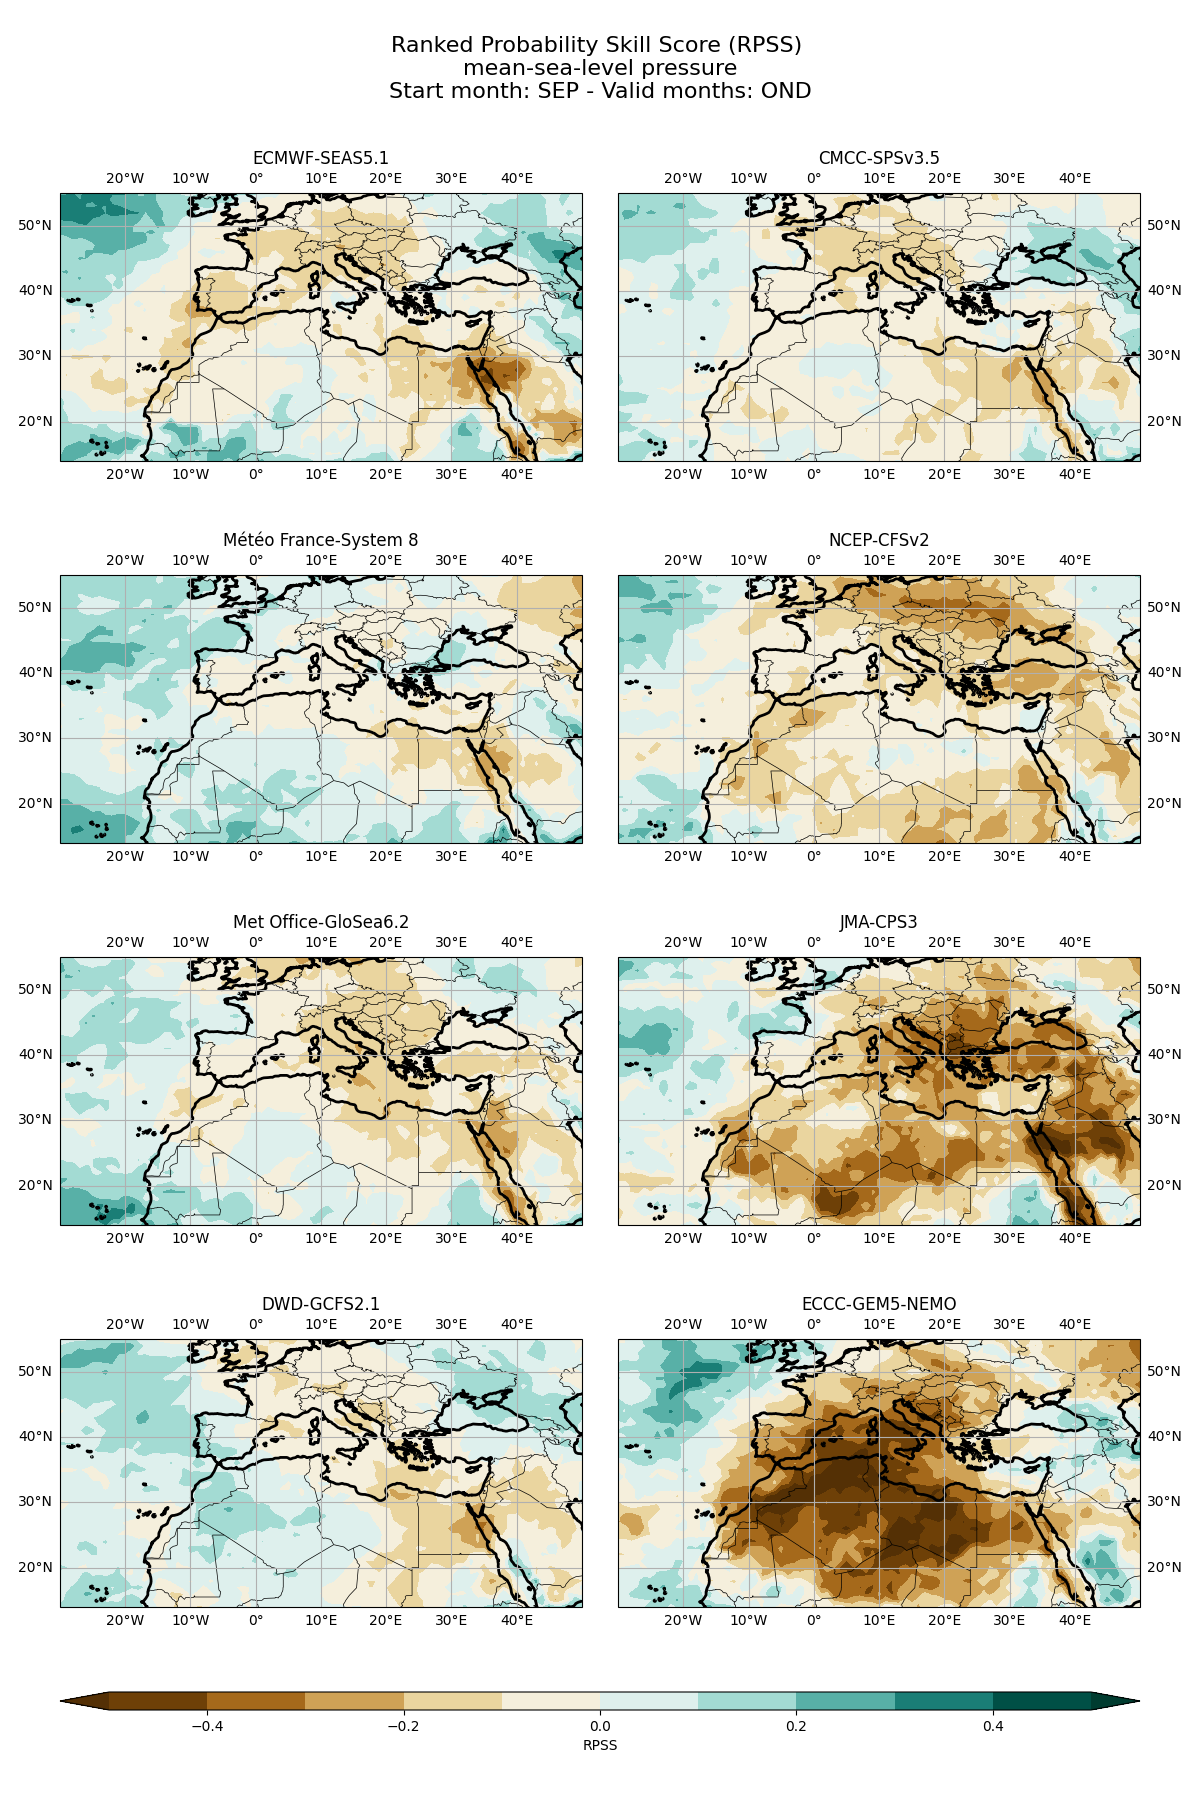 Ranked Probability Skill Score (RPSS)
mean-sea-level pressure
Start month: SEP - Valid months: OND
ECMWF-SEAS5.1 CMCC-SPSv3.5
20°W 10°W 0° 10°E 20°E 30°E 40°E 20°W 10°W 0° 10°E 20°E 30°E 40°E
50°N 50°N
40°N 40°N
30°N 30°N
20°N 20°N
20°W 10°W 0° 10°E 20°E 30°E 40°E 20°W 10°W 0° 10°E 20°E 30°E 40°E
Météo France-System 8 NCEP-CFSv2
20°W 10°W 0° 10°E 20°E 30°E 40°E 20°W 10°W 0° 10°E 20°E 30°E 40°E
50°N 50°N
40°N 40°N
30°N 30°N
20°N 20°N
20°W 10°W 0° 10°E 20°E 30°E 40°E 20°W 10°W 0° 10°E 20°E 30°E 40°E
Met Office-GloSea6.2 JMA-CPS3
20°W 10°W 0° 10°E 20°E 30°E 40°E 20°W 10°W 0° 10°E 20°E 30°E 40°E
50°N 50°N
40°N 40°N
30°N 30°N
20°N 20°N
20°W 10°W 0° 10°E 20°E 30°E 40°E 20°W 10°W 0° 10°E 20°E 30°E 40°E
DWD-GCFS2.1 ECCC-GEM5-NEMO
20°W 10°W 0° 10°E 20°E 30°E 40°E 20°W 10°W 0° 10°E 20°E 30°E 40°E
50°N 50°N
40°N 40°N
30°N 30°N
20°N 20°N
20°W 10°W 0° 10°E 20°E 30°E 40°E 20°W 10°W 0° 10°E 20°E 30°E 40°E
−0.4 −0.2 0.0 0.2 0.4
RPSS